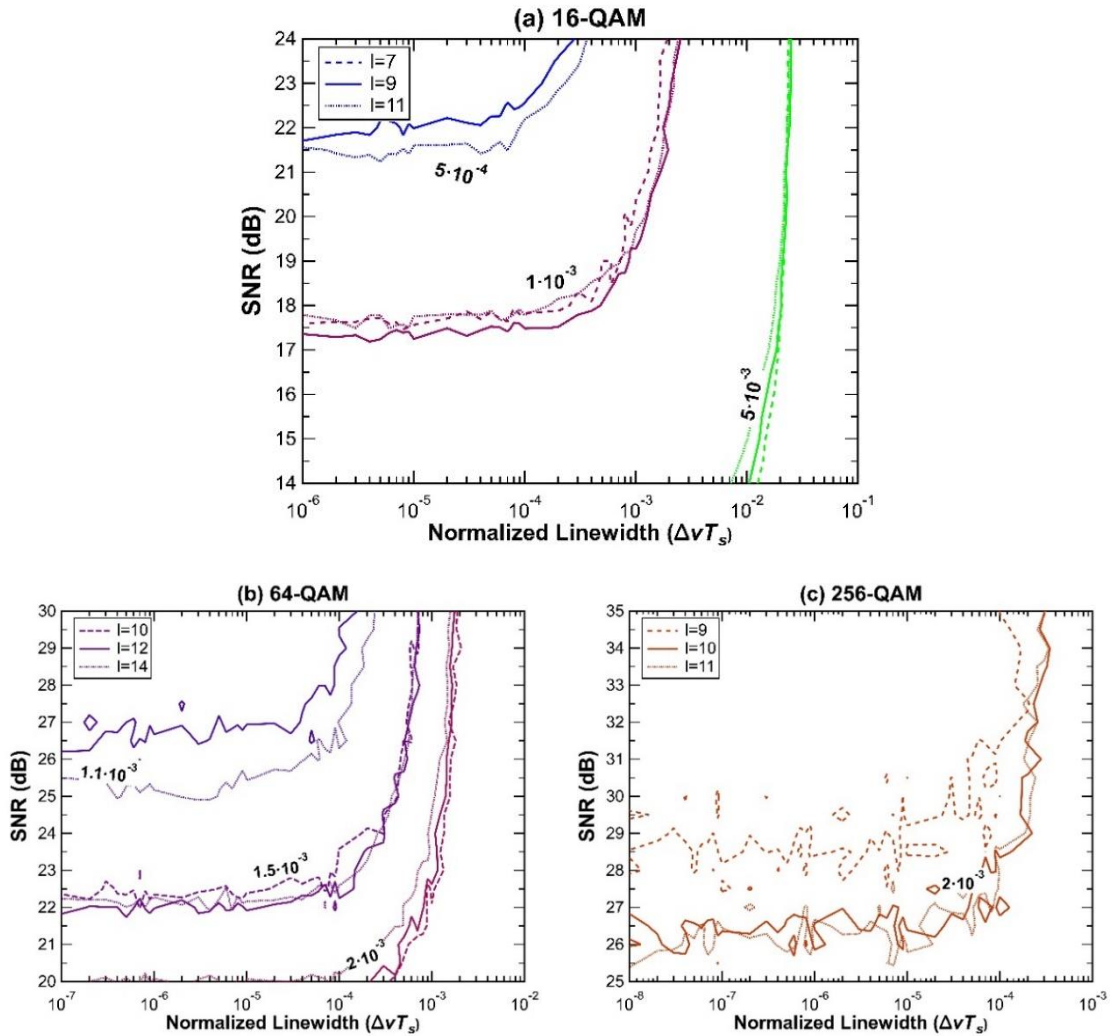 (a) 16-QAM
24
23
22
21
20
19
18
17
16
15
14
SNR (dB)
I=7
I=9
I=11
5·10⁻⁴
1·10⁻³
5·10⁻³
10⁻⁶ 10⁻⁵ 10⁻⁴ 10⁻³ 10⁻² 10⁻¹
Normalized Linewidth (ΔνTₛ)
(b) 64-QAM
30
29
28
27
26
25
24
23
22
21
20
SNR (dB)
I=10
I=12
I=14
1.1·10⁻³
1.5·10⁻³
2·10⁻³
10⁻⁷ 10⁻⁶ 10⁻⁵ 10⁻⁴ 10⁻³ 10⁻²
Normalized Linewidth (ΔνTₛ)
(c) 256-QAM
35
34
33
32
31
30
29
28
27
26
25
SNR (dB)
I=9
I=10
I=11
2·10⁻³
10⁻⁸ 10⁻⁷ 10⁻⁶ 10⁻⁵ 10⁻⁴ 10⁻³
Normalized Linewidth (ΔνTₛ)